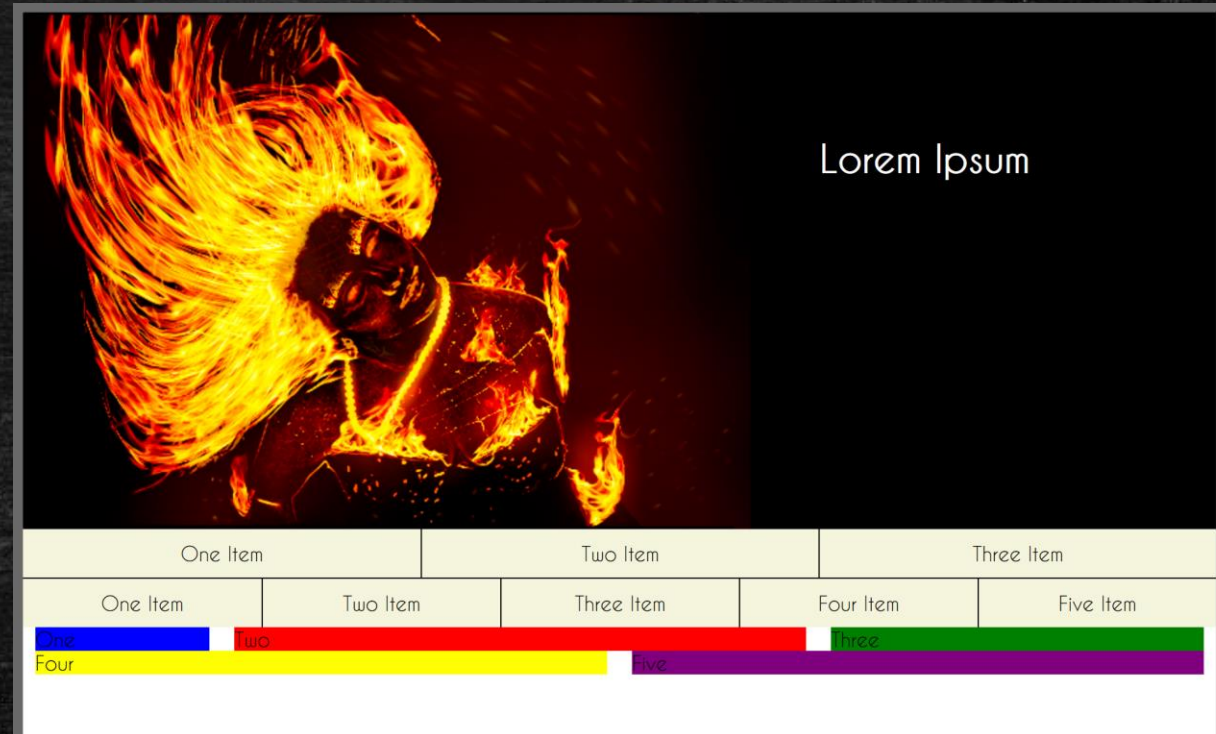 Lorem Ipsum
One Item Two Item Three Item
One Item Two Item Three Item Four Item Five Item
One Two Three
Four Five